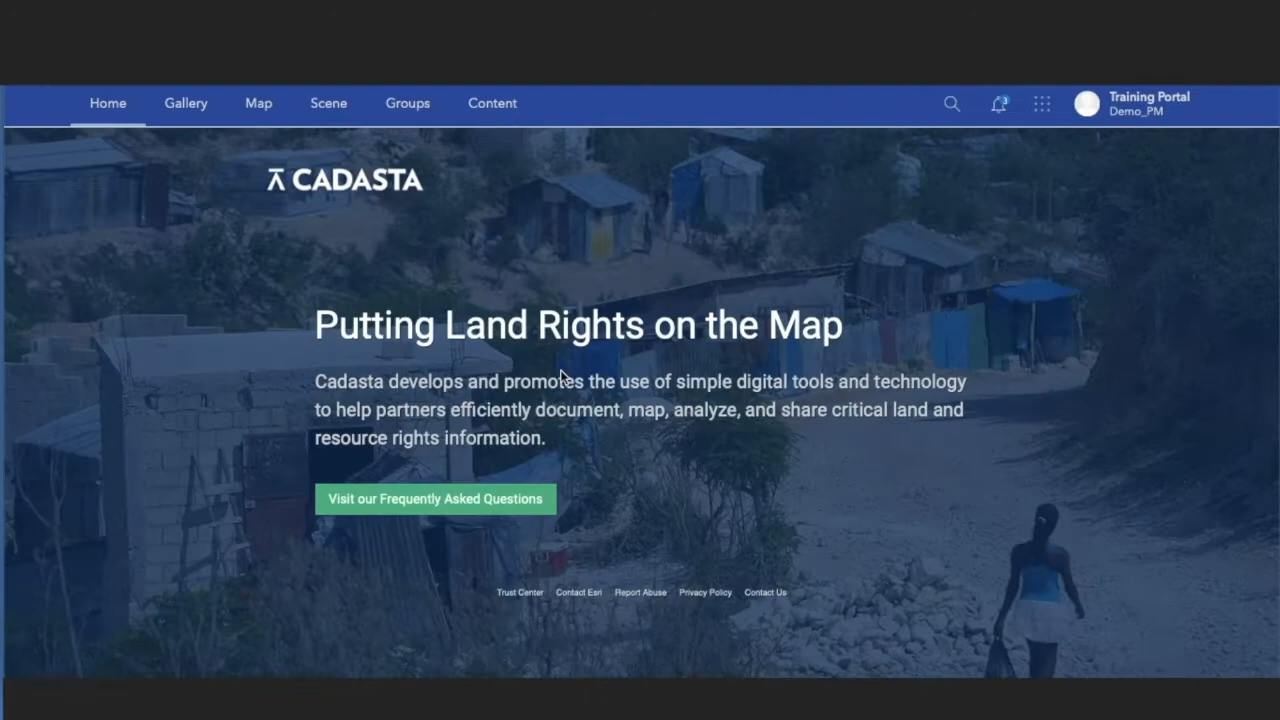 Home Gallery Map Scene Groups Content 3 Training Portal
Demo_PM
CADASTA
Putting Land Rights on the Map
Cadasta develops and promotes the use of simple digital tools and technology
to help partners efficiently document, map, analyze, and share critical land and
resource rights information.
Visit our Frequently Asked Questions
Trust Center Contact Esri Report Abuse Privacy Policy Contact Us